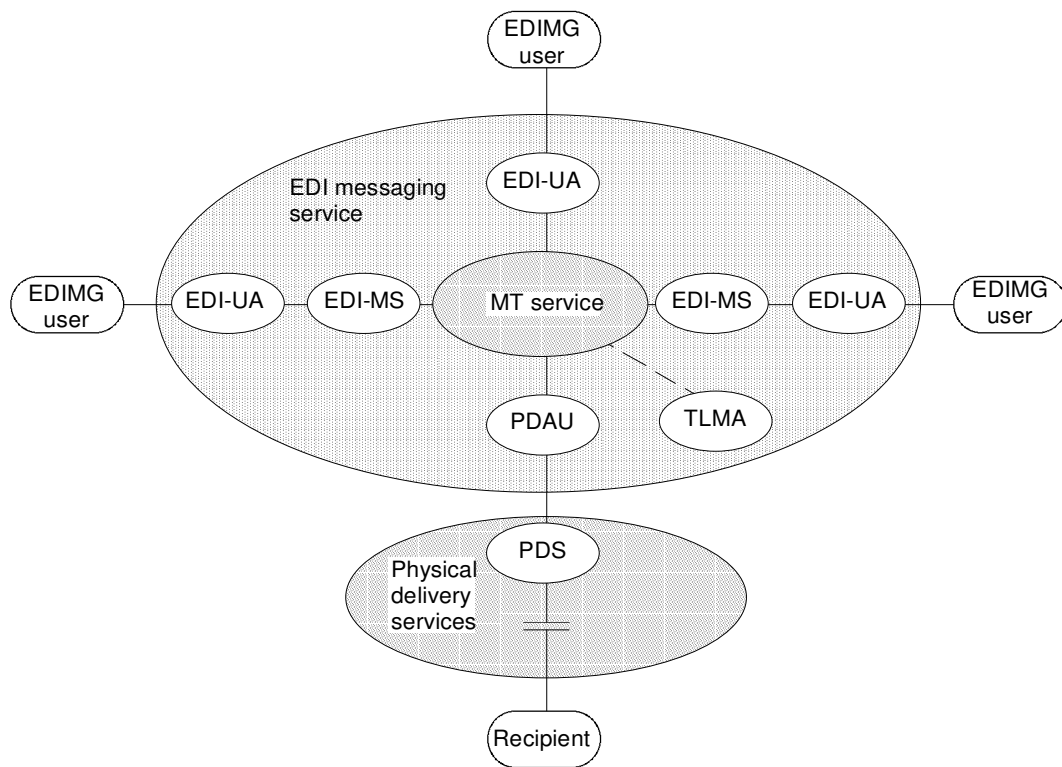 EDIMG
user
EDI-UA
EDI messaging
service
EDIMG
user
EDI-UA
EDI-MS
MT service
EDI-MS
EDI-UA
EDIMG
user
PDAU
TLMA
PDS
Physical
delivery
services
Recipient